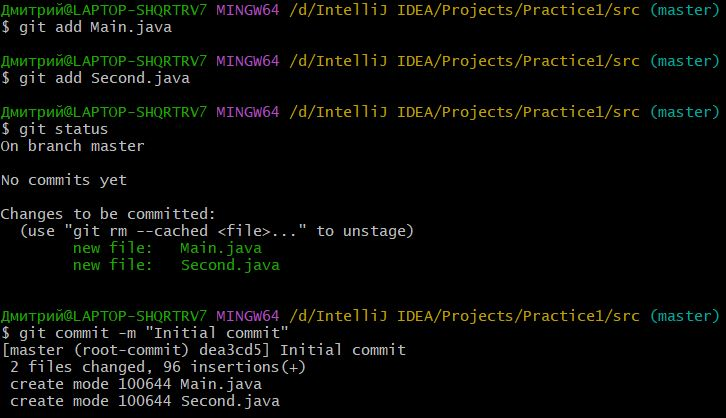 Дмитрий@LAPTOP-SHQRTRV7 MINGW64 /d/IntelliJ IDEA/Projects/Practice1/src (master)
$ git add Main.java
Дмитрий@LAPTOP-SHQRTRV7 MINGW64 /d/IntelliJ IDEA/Projects/Practice1/src (master)
$ git add Second.java
Дмитрий@LAPTOP-SHQRTRV7 MINGW64 /d/IntelliJ IDEA/Projects/Practice1/src (master)
$ git status
On branch master
No commits yet
Changes to be committed:
  (use "git rm --cached <file>..." to unstage)
        new file:   Main.java
        new file:   Second.java
Дмитрий@LAPTOP-SHQRTRV7 MINGW64 /d/IntelliJ IDEA/Projects/Practice1/src (master)
$ git commit -m "Initial commit"
[master (root-commit) dea3cd5] Initial commit
 2 files changed, 96 insertions(+)
 create mode 100644 Main.java
 create mode 100644 Second.java